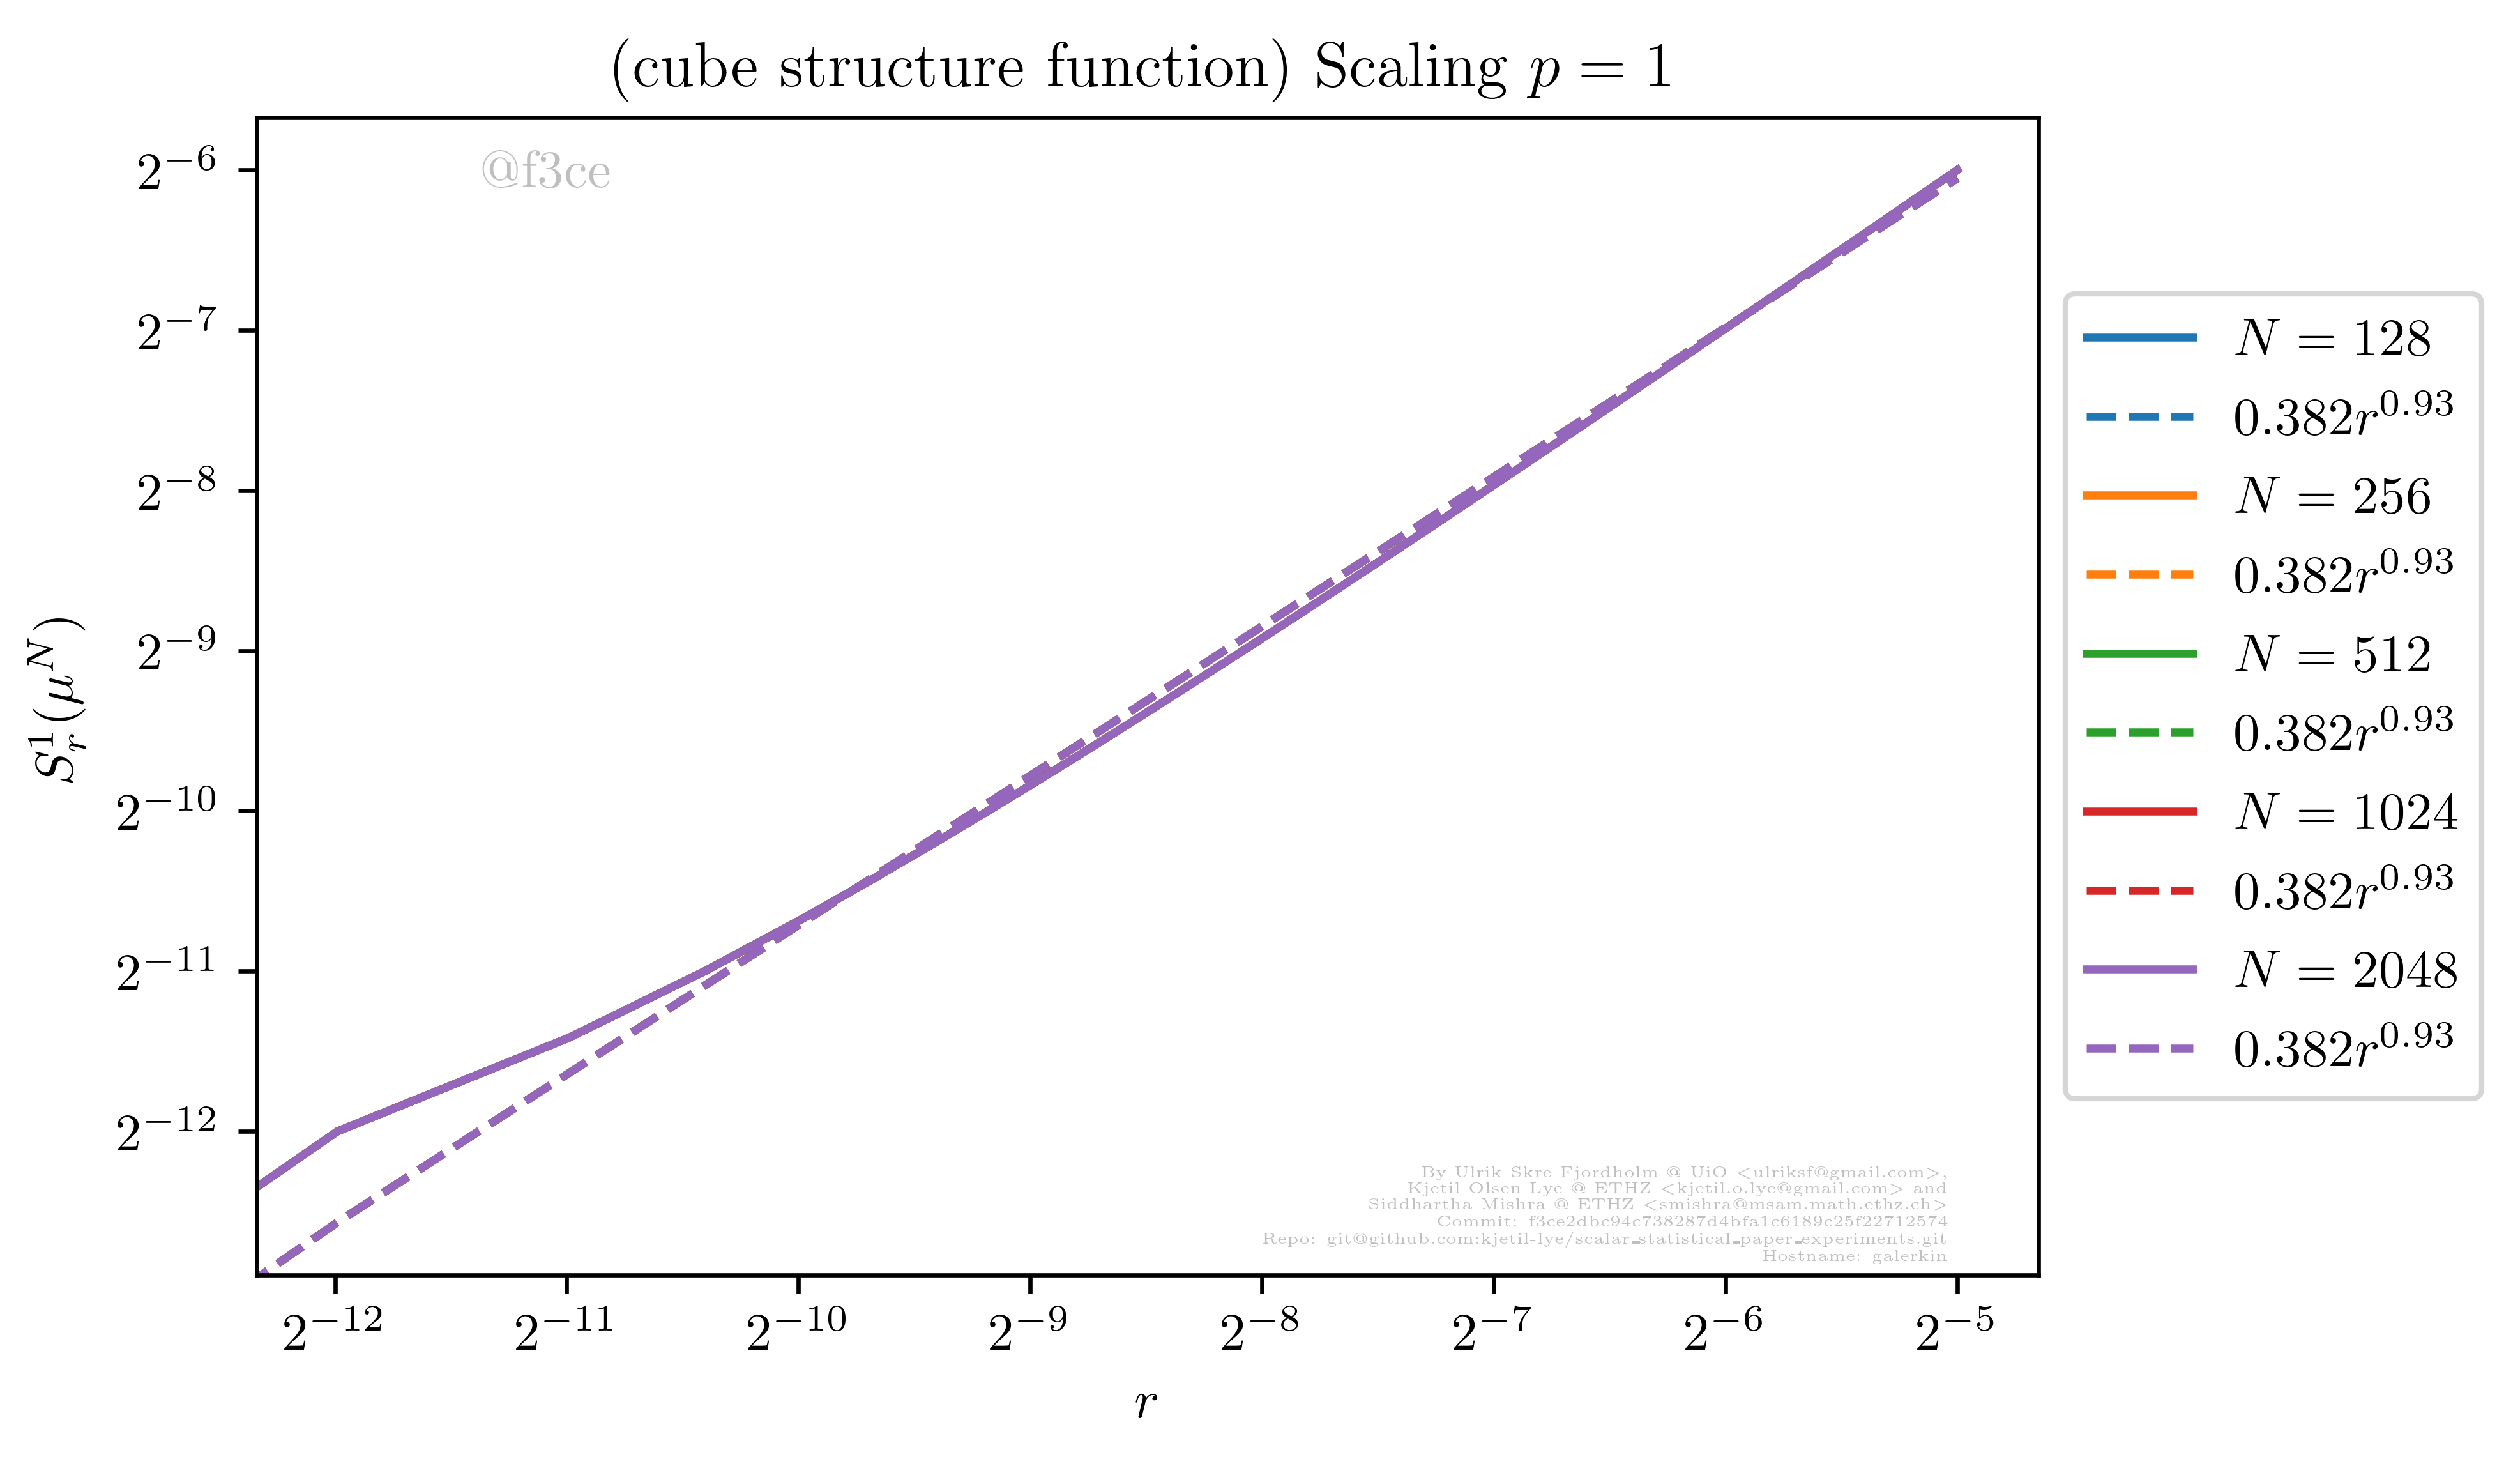 (cube structure function) Scaling p = 1
@f3ce
2^{-6}
2^{-7}
2^{-8}
2^{-9}
2^{-10}
2^{-11}
2^{-12}
S_r^1(μ^N)
N = 128
0.382r^{0.93}
N = 256
0.382r^{0.93}
N = 512
0.382r^{0.93}
N = 1024
0.382r^{0.93}
N = 2048
0.382r^{0.93}
By Ulrik Skre Fjordholm @ UiO <ulriksf@gmail.com>,
Kjetil Olsen Lye @ ETHZ <kjetil.o.lye@gmail.com> and
Siddhartha Mishra @ ETHZ <smishra@msam.math.ethz.ch>
Commit: f3ce2dbc94c738287d4bfa1c6189c25f22712574
Repo: git@github.com:kjetil-lye/scalar_statistical_paper_experiments.git
Hostname: galerkin
2^{-12} 2^{-11} 2^{-10} 2^{-9} 2^{-8} 2^{-7} 2^{-6} 2^{-5}
r